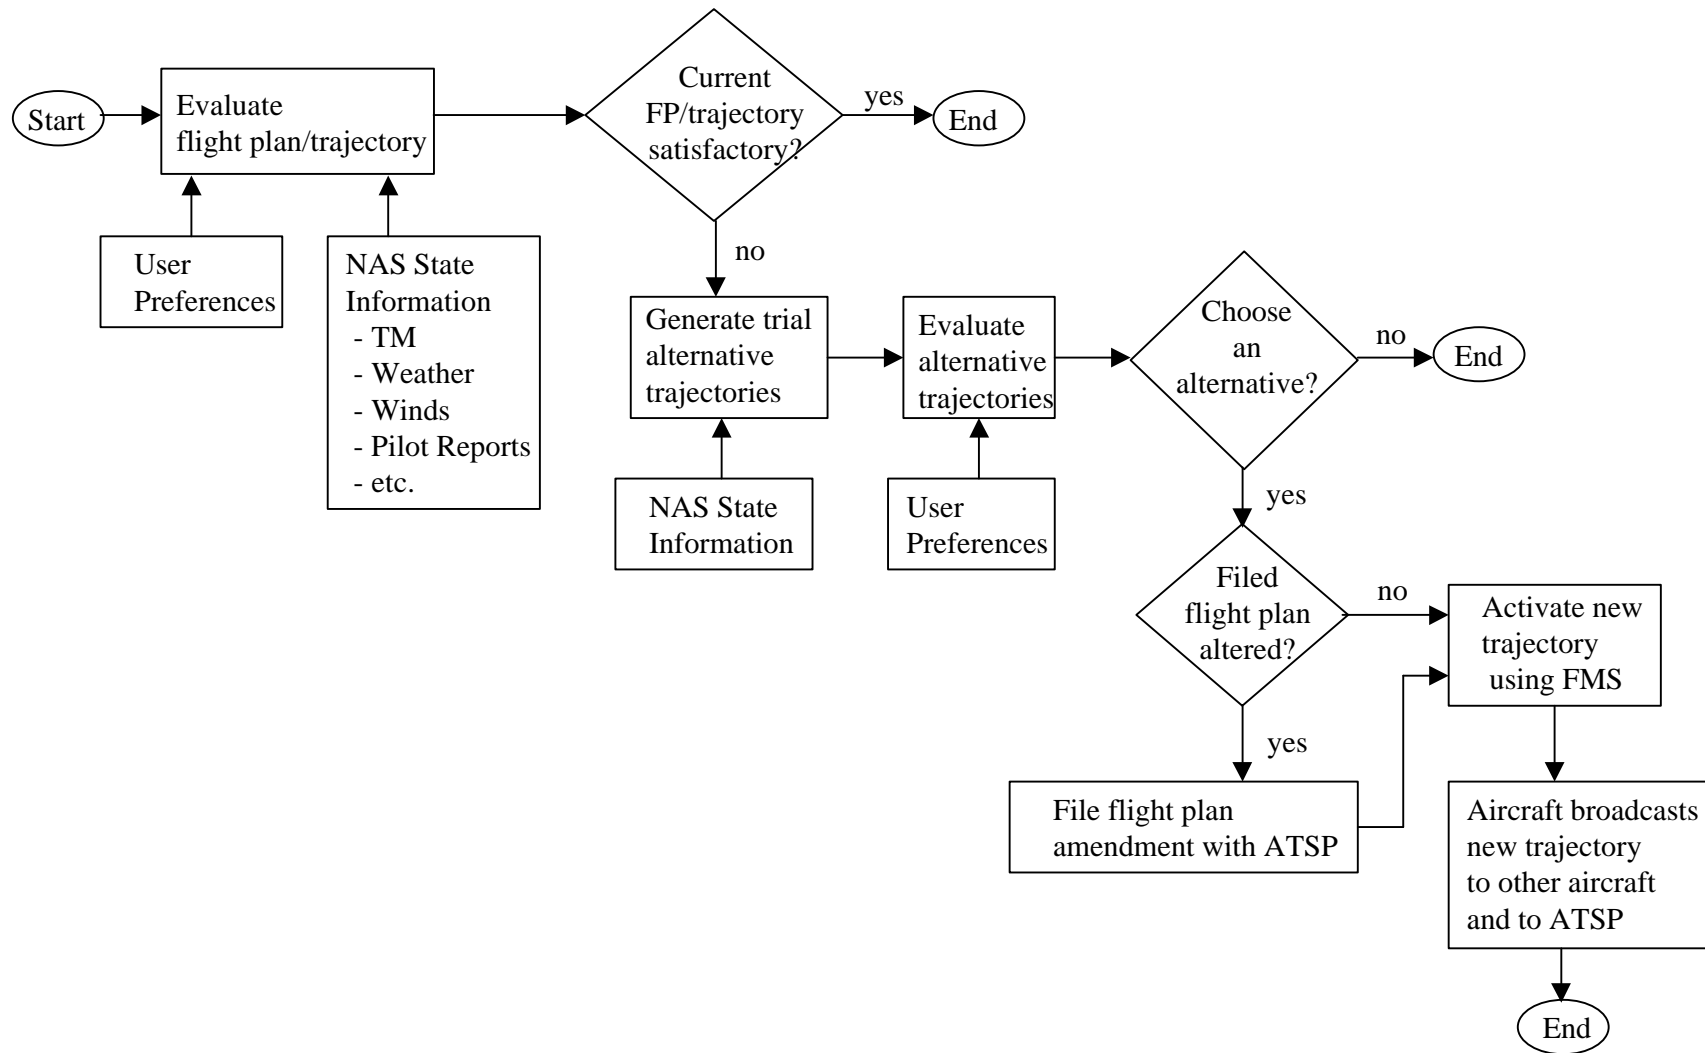 Start
Evaluate
flight plan/trajectory
Current
FP/trajectory
satisfactory?
yes
End
User
Preferences
NAS State
Information
- TM
- Weather
- Winds
- Pilot Reports
- etc.
no
Generate trial
alternative
trajectories
Evaluate
alternative
trajectories
Choose
an
alternative?
no
End
NAS State
Information
User
Preferences
yes
Filed
flight plan
altered?
no
Activate new
trajectory
using FMS
yes
File flight plan
amendment with ATSP
Aircraft broadcasts
new trajectory
to other aircraft
and to ATSP
End